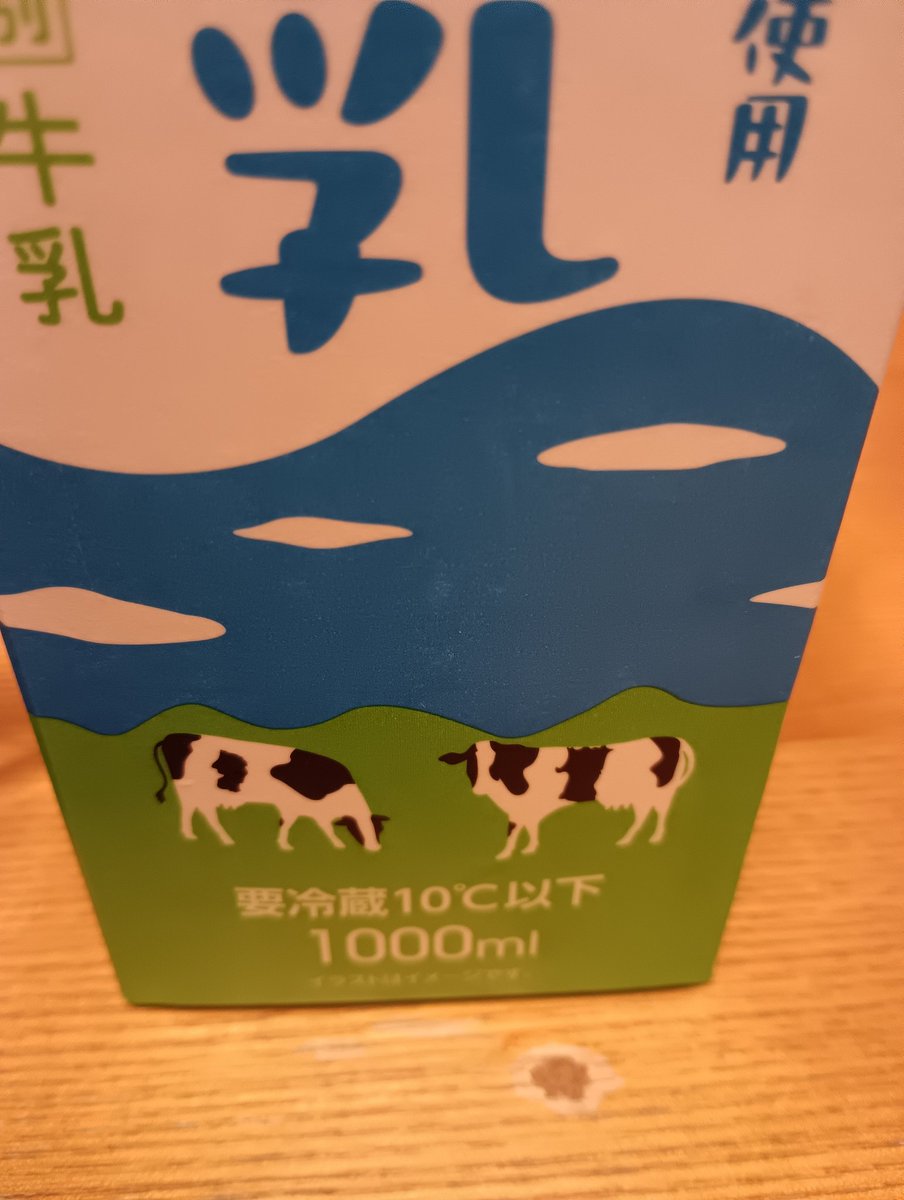 別
牛乳
乳
使用
要冷蔵10℃以下
1000ml
イラストはイメージです。